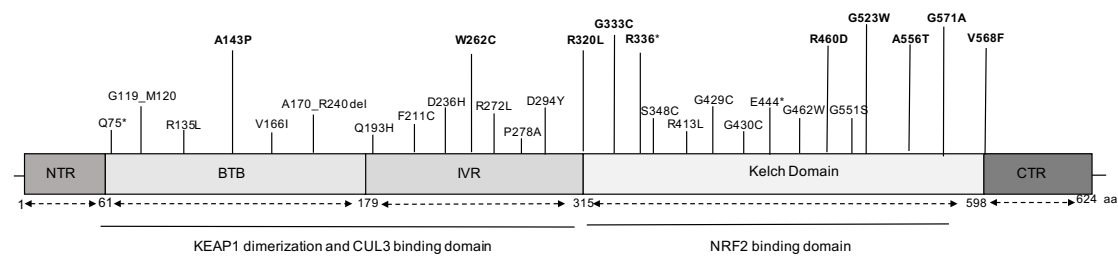 G333C
G523W
G571A
A143P
W262C
R320L
R336*
R460D
A556T
V568F
G119_M120
A170_R240del
D236H
D294Y
Q75*
R135L
V166I
Q193H
F211C
R272L
P278A
S348C
R413L
G429C
G430C
E444*
G462W
G551S
NTR
BTB
IVR
Kelch Domain
CTR
1
61
179
315
598
624 aa
KEAP1 dimerization and CUL3 binding domain
NRF2 binding domain